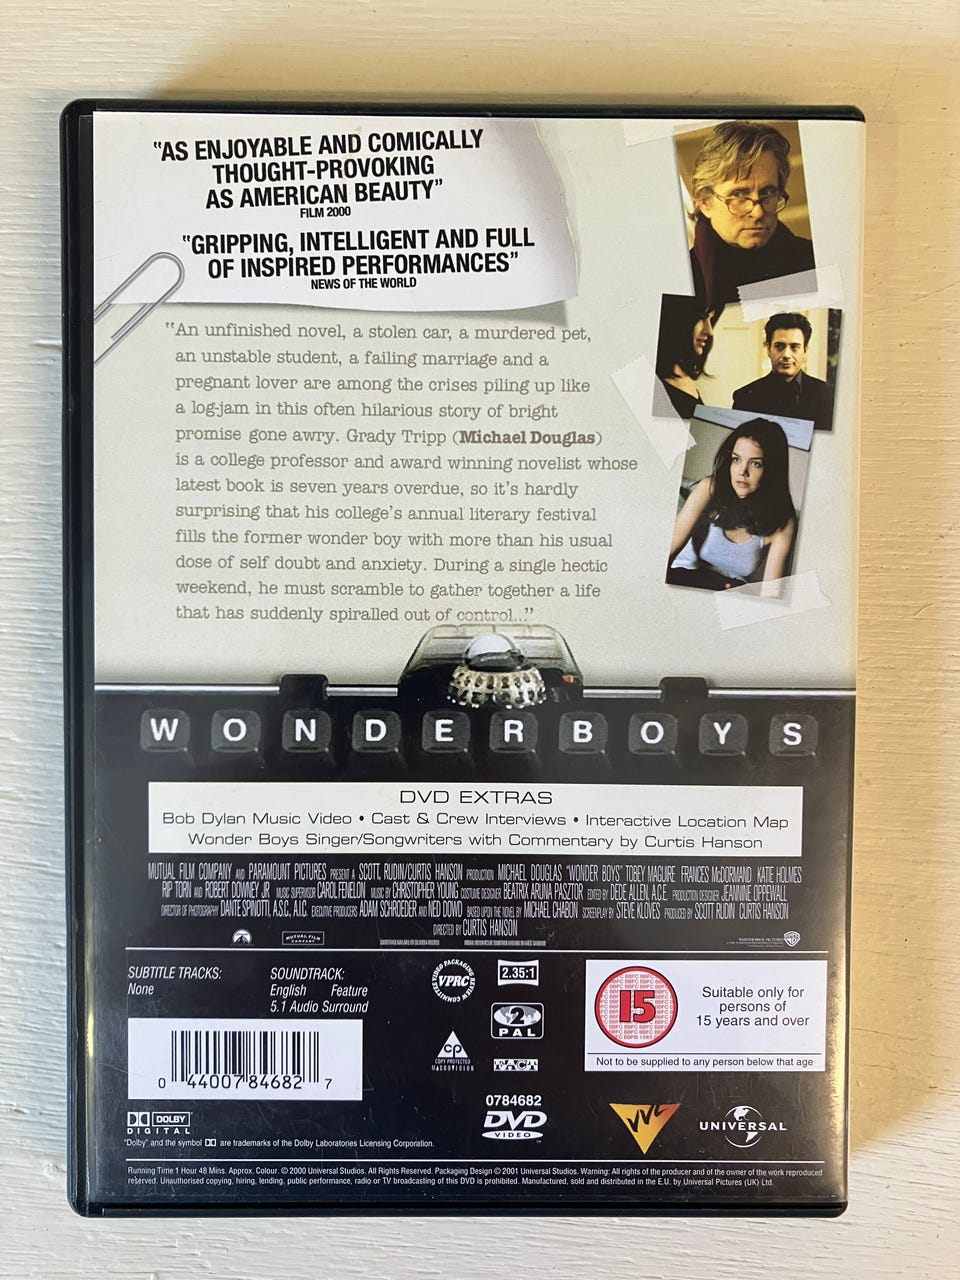 "AS ENJOYABLE AND COMICALLY
THOUGHT-PROVOKING
AS AMERICAN BEAUTY"
FILM 2000
"GRIPPING, INTELLIGENT AND FULL
OF INSPIRED PERFORMANCES"
NEWS OF THE WORLD
"An unfinished novel, a stolen car, a murdered pet,
an unstable student, a failing marriage and a
pregnant lover are among the crises piling up like
a log-jam in this often hilarious story of bright
promise gone awry. Grady Tripp (Michael Douglas)
is a college professor and award winning novelist whose
latest book is seven years overdue, so it's hardly
surprising that his college's annual literary festival
fills the former wonder boy with more than his usual
dose of self doubt and anxiety. During a single hectic
weekend, he must scramble to gather together a life
that has suddenly spiralled out of control..."
WONDERBOYS
DVD EXTRAS
Bob Dylan Music Video • Cast & Crew Interviews • Interactive Location Map
Wonder Boys Singer/Songwriters with Commentary by Curtis Hanson
MUTUAL FILM COMPANY AND PARAMOUNT PICTURES PRESENT A SCOTT RUDIN/CURTIS HANSON PRODUCTION MICHAEL DOUGLAS "WONDER BOYS" TOBEY MAGUIRE FRANCES McDORMAND KATIE HOLMES
RIP TORN AND ROBERT DOWNEY JR MUSIC SUPERVISOR CAROL FENELON MUSIC BY CHRISTOPHER YOUNG COSTUME DESIGNER BEATRIX ARUNA PASZTOR EDITED BY DEDE ALLEN, A.C.E. PRODUCTION DESIGNER JEANNINE OPPEWALL
DIRECTOR OF PHOTOGRAPHY DANTE SPINOTTI, A.S.C., A.I.C. EXECUTIVE PRODUCERS ADAM SCHROEDER AND NED DOWD BASED UPON THE NOVEL BY MICHAEL CHABON SCREENPLAY BY STEVE KLOVES PRODUCED BY SCOTT RUDIN CURTIS HANSON
DIRECTED BY CURTIS HANSON
MUTUAL FILM
COMPANY
SUBTITLE TRACKS:
None
SOUNDTRACK:
English Feature
5.1 Audio Surround
VIDEO PACKAGING REVIEW COMMITTEE
VPRC
2.35:1
2
PAL
CP
COPY PROTECTED
MACROVISION
FACT
15
Suitable only for
persons of
15 years and over
Not to be supplied to any person below that age
0 44007 84682 7
DOLBY
DIGITAL
"Dolby" and the symbol are trademarks of the Dolby Laboratories Licensing Corporation.
0784682
DVD
VIDEO
VVL
UNIVERSAL
Running Time 1 Hour 48 Mins. Approx. Colour. © 2000 Universal Studios. All Rights Reserved. Packaging Design © 2001 Universal Studios. Warning: All rights of the producer and of the owner of the work reproduced
reserved. Unauthorised copying, hiring, lending, public performance, radio or TV broadcasting of this DVD is prohibited. Manufactured, sold and distributed in the E.U. by Universal Pictures (UK) Ltd.